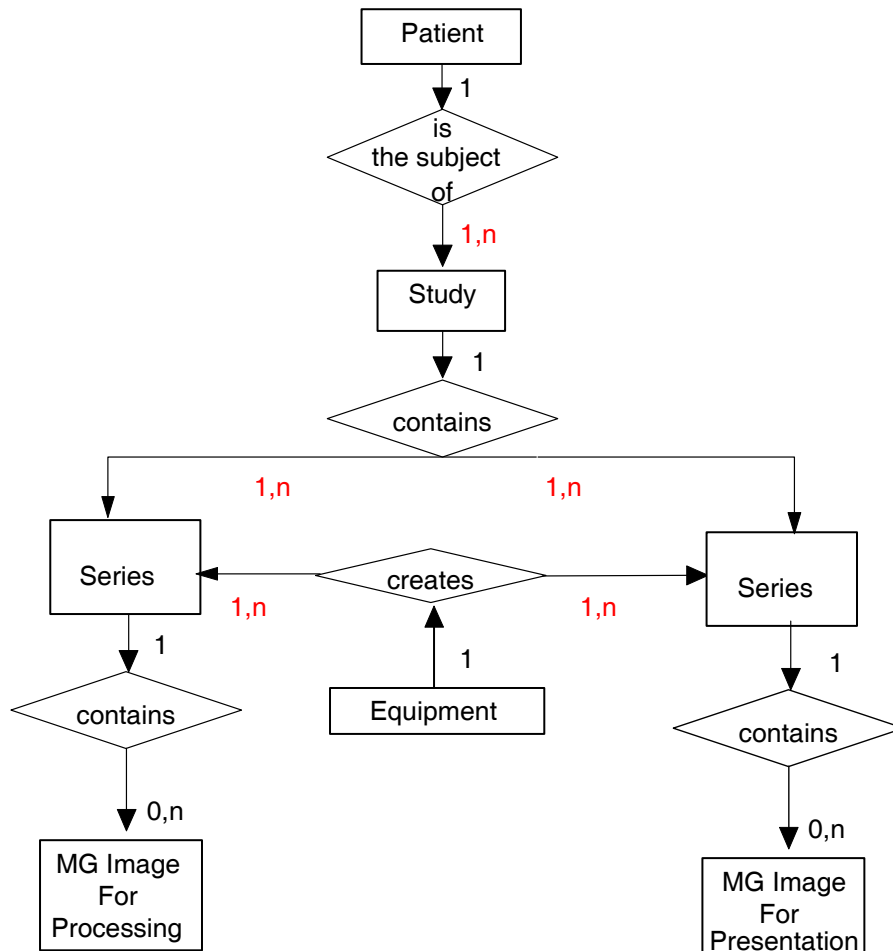 Patient
1
is
the subject
of
1,n
Study
1
contains
1,n
1,n
Series
creates
Series
1,n
1,n
1
1
1
contains
Equipment
contains
0,n
0,n
MG Image
For
Processing
MG Image
For
Presentation